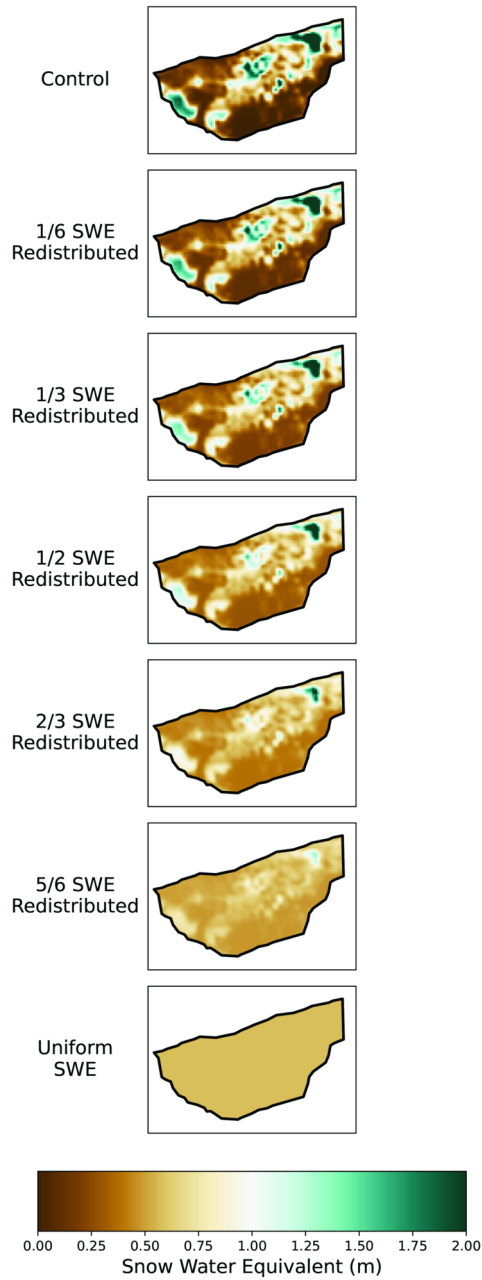 Control
1/6 SWE
Redistributed
1/3 SWE
Redistributed
1/2 SWE
Redistributed
2/3 SWE
Redistributed
5/6 SWE
Redistributed
Uniform
SWE
0.00 0.25 0.50 0.75 1.00 1.25 1.50 1.75 2.00
Snow Water Equivalent (m)